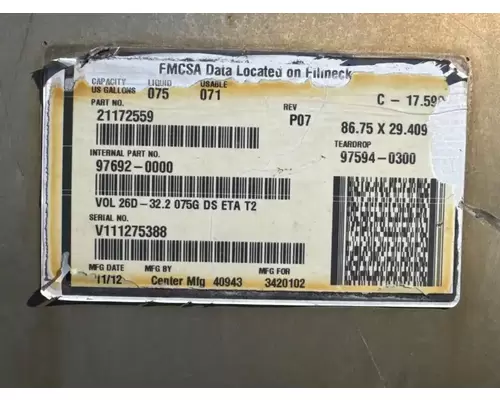 FMCSA Data Located on Fillneck
CAPACITY LIQUID USABLE
US GALLONS 075 071
C - 17.59
PART NO. REV
21172559 P07
86.75 X 29.409
TEARDROP
INTERNAL PART NO. 97594-0300
97692-0000
VOL 26D-32.2 075G DS ETA T2
SERIAL NO.
V111275388
MFG DATE MFG BY MFG FOR
11/12 Center Mfg 40943 3420102